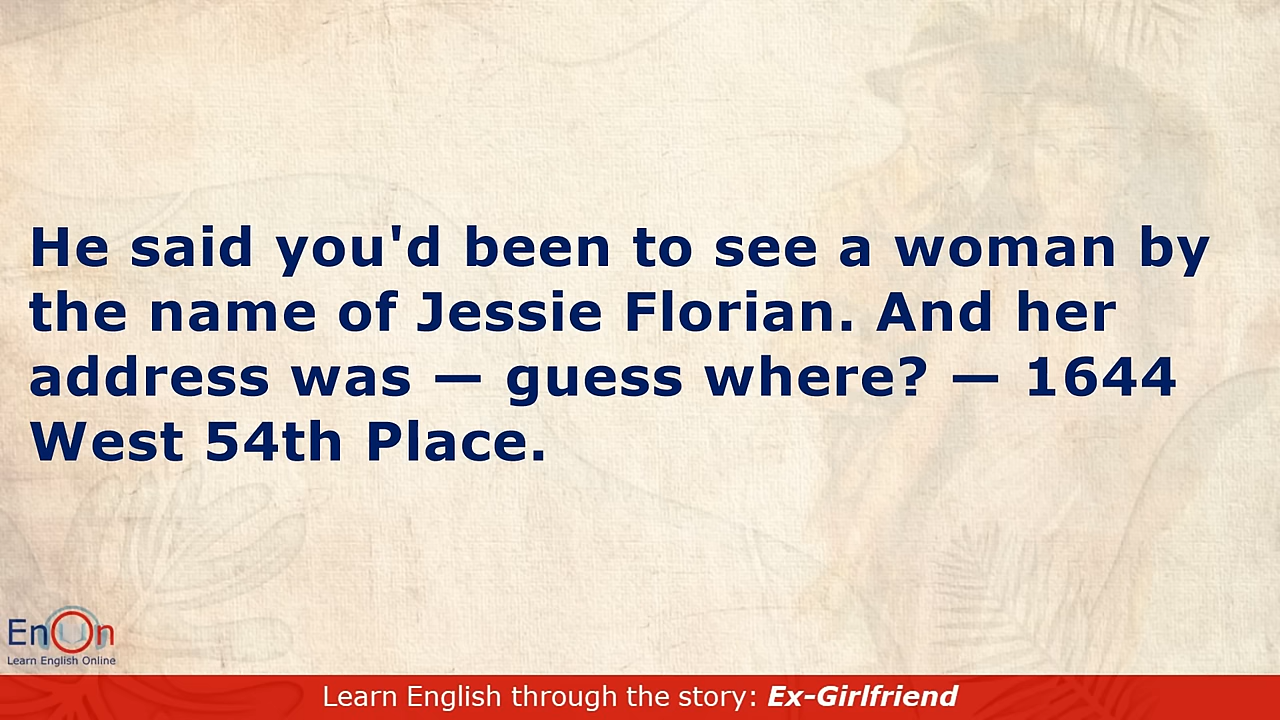 He said you'd been to see a woman by
the name of Jessie Florian. And her
address was — guess where? — 1644
West 54th Place.
EnOn
Learn English Online
Learn English through the story: Ex-Girlfriend